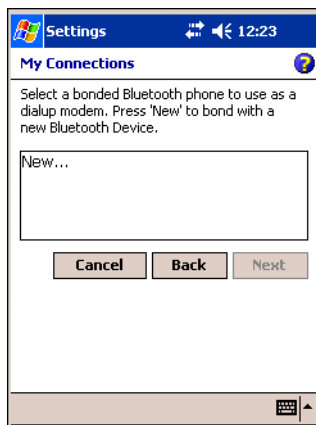 Settings 12:23
My Connections ?
Select a bonded Bluetooth phone to use as a
dialup modem. Press 'New' to bond with a
new Bluetooth Device.
New...
Cancel Back Next